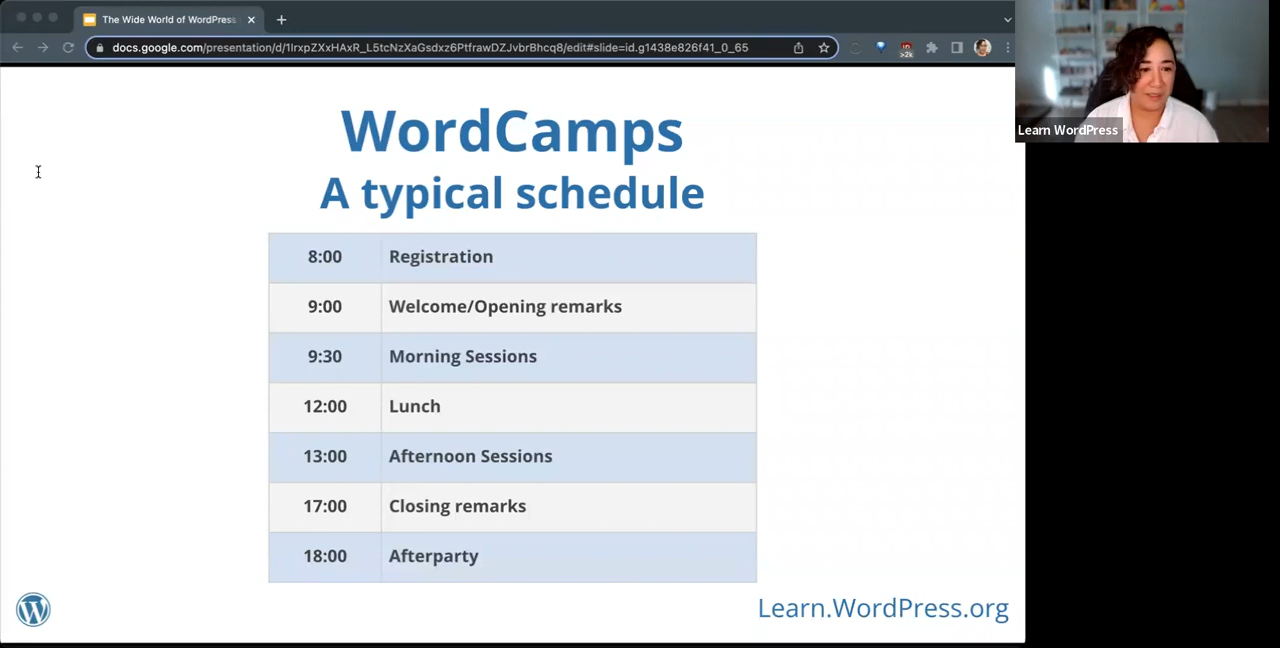 The Wide World of WordPress
docs.google.com/presentation/d/1IrxpZXxHAxR_L5tcNzXaGsdxz6PtfrawDZJvbrBhcq8/edit#slide=id.g1438e826f41_0_65
>2k
Learn WordPress
WordCamps
A typical schedule
8:00 Registration
9:00 Welcome/Opening remarks
9:30 Morning Sessions
12:00 Lunch
13:00 Afternoon Sessions
17:00 Closing remarks
18:00 Afterparty
Learn.WordPress.org